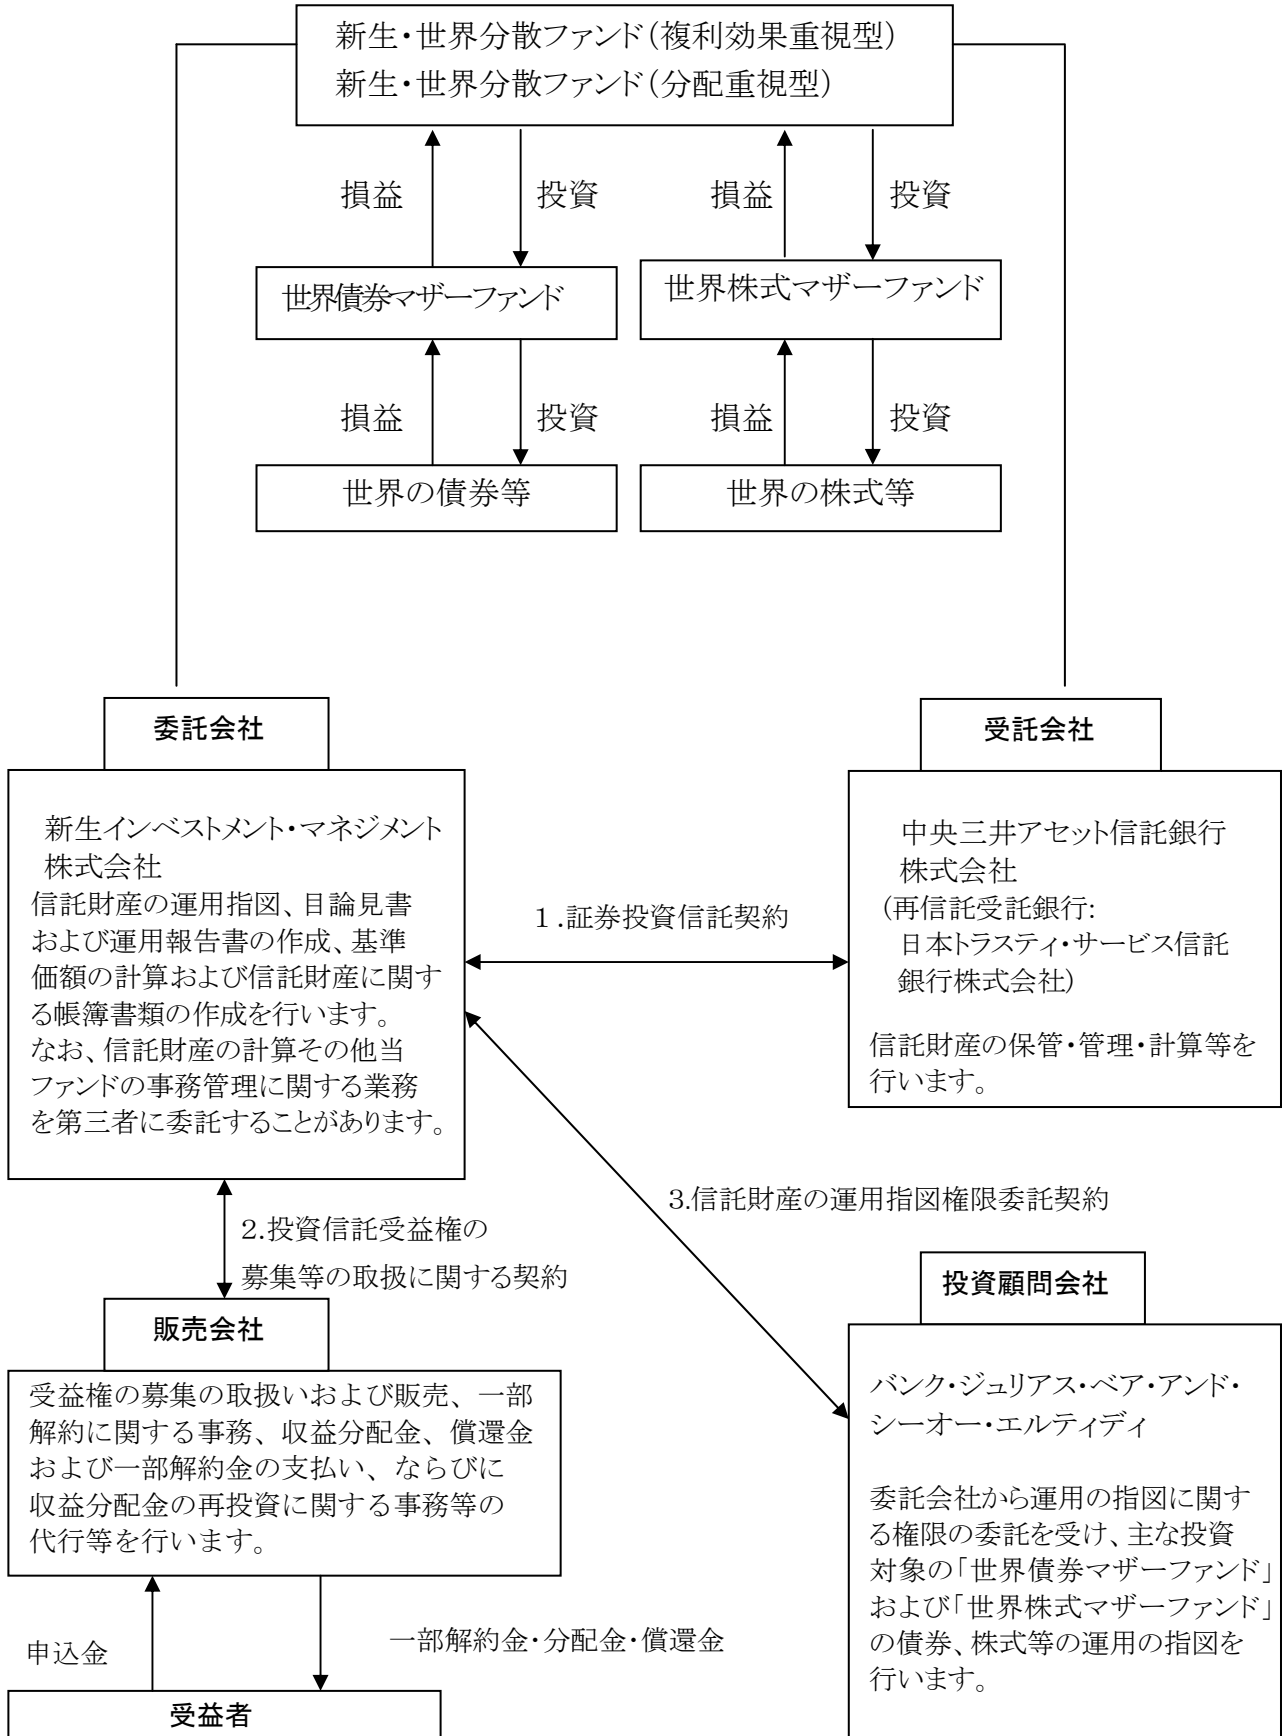 新生・世界分散ファンド(複利効果重視型)
新生・世界分散ファンド(分配重視型)
損益
投資
損益
投資
世界債券マザーファンド
世界株式マザーファンド
損益
投資
損益
投資
世界の債券等
世界の株式等
委託会社
新生インベストメント・マネジメント
株式会社
信託財産の運用指図、目論見書
および運用報告書の作成、基準
価額の計算および信託財産に関す
る帳簿書類の作成を行います。
なお、信託財産の計算その他当
ファンドの事務管理に関する業務
を第三者に委託することがあります。
1.証券投資信託契約
受託会社
中央三井アセット信託銀行
株式会社
(再信託受託銀行:
日本トラスティ・サービス信託
銀行株式会社)
信託財産の保管・管理・計算等を
行います。
2.投資信託受益権の
募集等の取扱に関する契約
3.信託財産の運用指図権限委託契約
販売会社
受益権の募集の取扱いおよび販売、一部
解約に関する事務、収益分配金、償還金
および一部解約金の支払い、ならびに
収益分配金の再投資に関する事務等の
代行等を行います。
投資顧問会社
バンク・ジュリアス・ベア・アンド・
シーオー・エルティディ
委託会社から運用の指図に関す
る権限の委託を受け、主な投資
対象の「世界債券マザーファンド」
および「世界株式マザーファンド」
の債券、株式等の運用の指図を
行います。
申込金
一部解約金・分配金・償還金
受益者